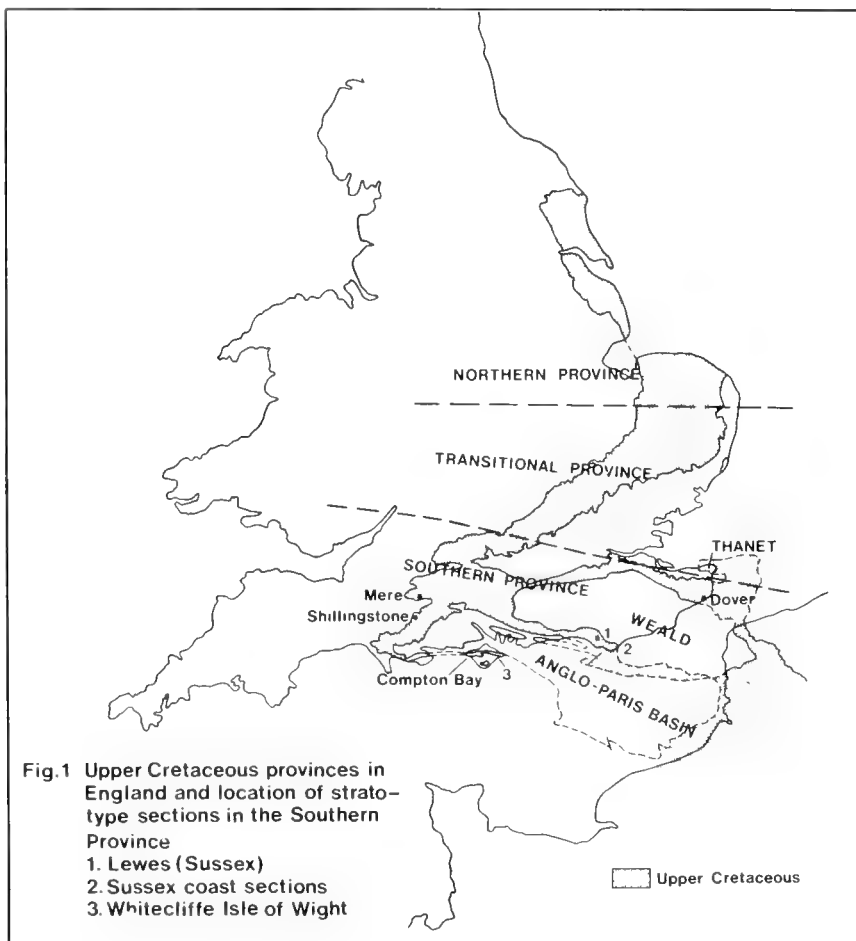 NORTHERN PROVINCE
TRANSITIONAL PROVINCE
THANET
SOUTHERN PROVINCE
Mere
Dover
Shillingstone
WEALD
1
2
Compton Bay
3
ANGLO-PARIS BASIN
Fig.1 Upper Cretaceous provinces in
England and location of strato-
type sections in the Southern
Province
1. Lewes (Sussex)
2. Sussex coast sections
3. Whitecliffe Isle of Wight
Upper Cretaceous